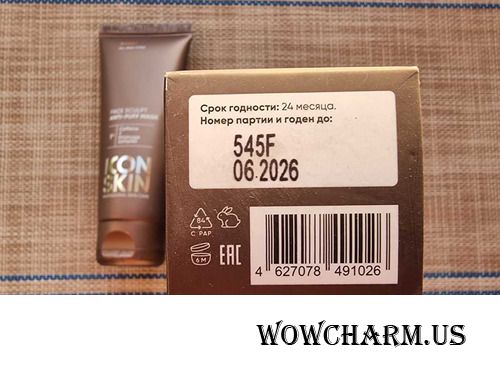 FACE SCULPT
ANTI-PUFF MASK
ICON
SKIN
Срок годности: 24 месяца.
Номер партии и годен до:
545F
06.2026
84
C PAP
6 M
EAC
4 627078 491026
WOWCHARM.US